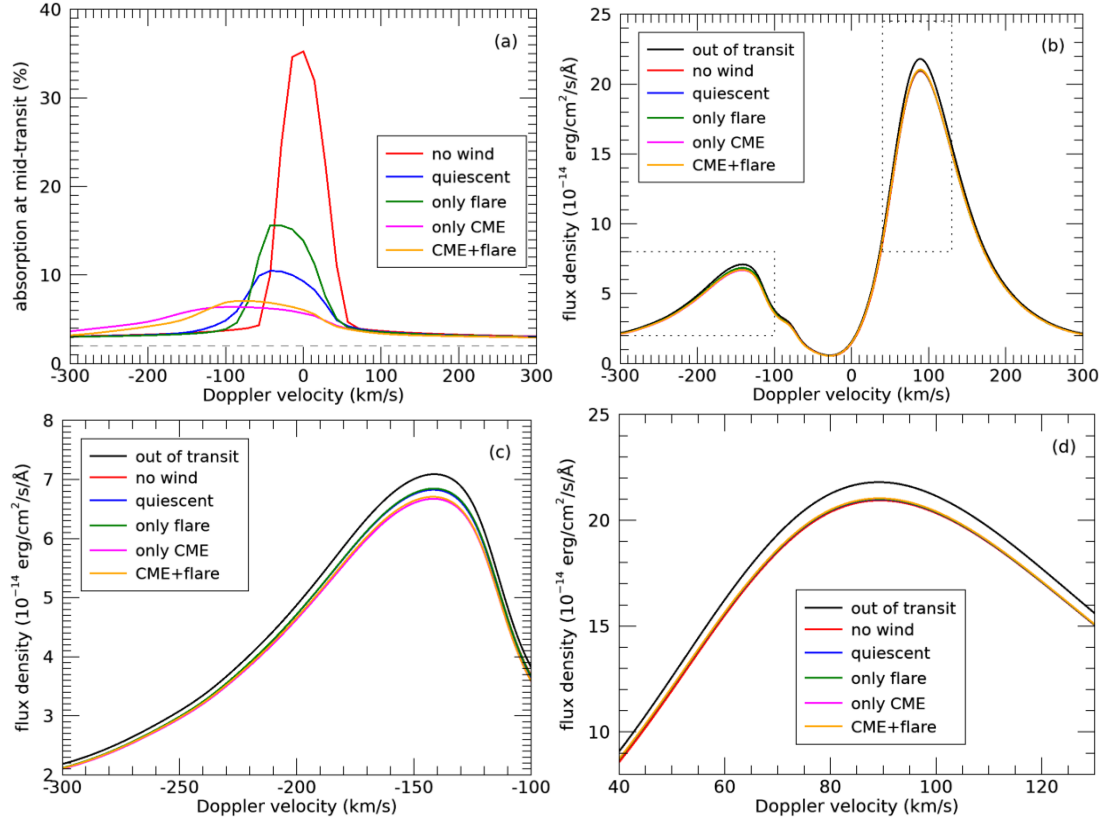 (a)
absorption at mid-transit (%)
40
30
20
10
0
no wind
quiescent
only flare
only CME
CME+flare
-300 -200 -100 0 100 200 300
Doppler velocity (km/s)
(b)
flux density (10⁻¹⁴ erg/cm²/s/Å)
25
20
15
10
5
0
out of transit
no wind
quiescent
only flare
only CME
CME+flare
-300 -200 -100 0 100 200 300
Doppler velocity (km/s)
(c)
flux density (10⁻¹⁴ erg/cm²/s/Å)
8
7
6
5
4
3
2
out of transit
no wind
quiescent
only flare
only CME
CME+flare
-300 -250 -200 -150 -100
Doppler velocity (km/s)
(d)
flux density (10⁻¹⁴ erg/cm²/s/Å)
25
20
15
10
out of transit
no wind
quiescent
only flare
only CME
CME+flare
40 60 80 100 120
Doppler velocity (km/s)